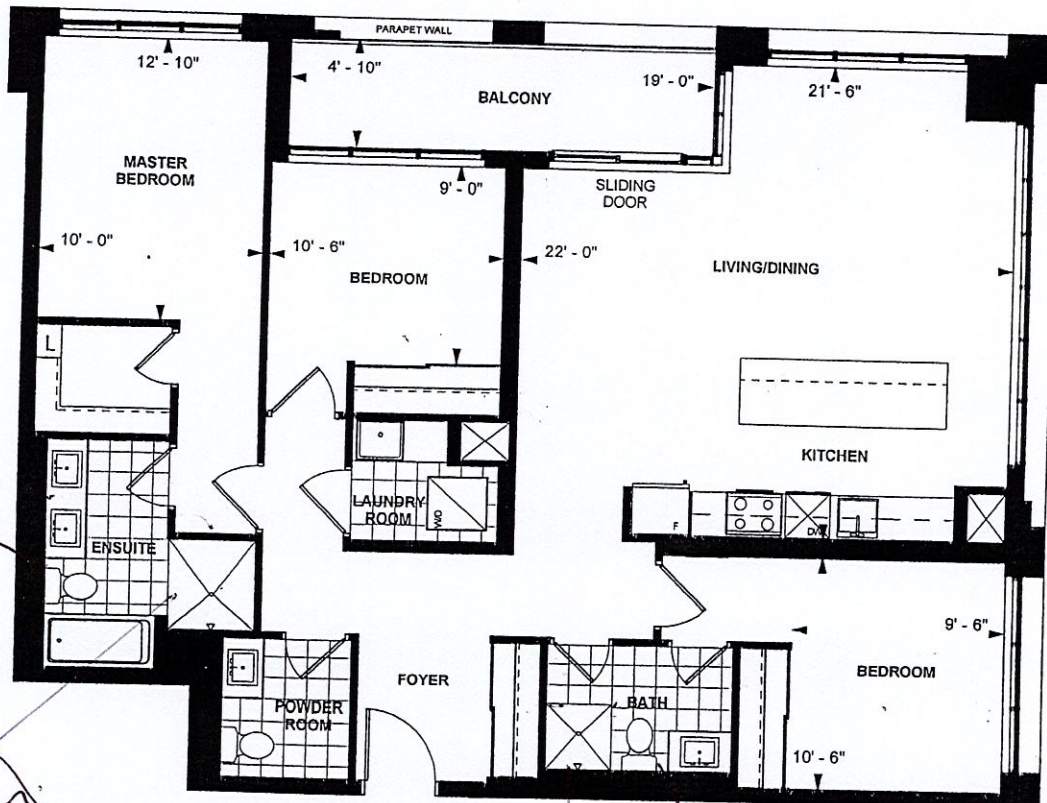 PARAPET WALL
12' - 10"
4' - 10"
19' - 0"
21' - 6"
BALCONY
MASTER
BEDROOM
9' - 0"
SLIDING
DOOR
10' - 0"
10' - 6"
22' - 0"
BEDROOM
LIVING/DINING
L
KITCHEN
LAUNDRY
ROOM
W/D
F
D/W
ENSUITE
9' - 6"
FOYER
BEDROOM
POWDER
ROOM
BATH
10' - 6"